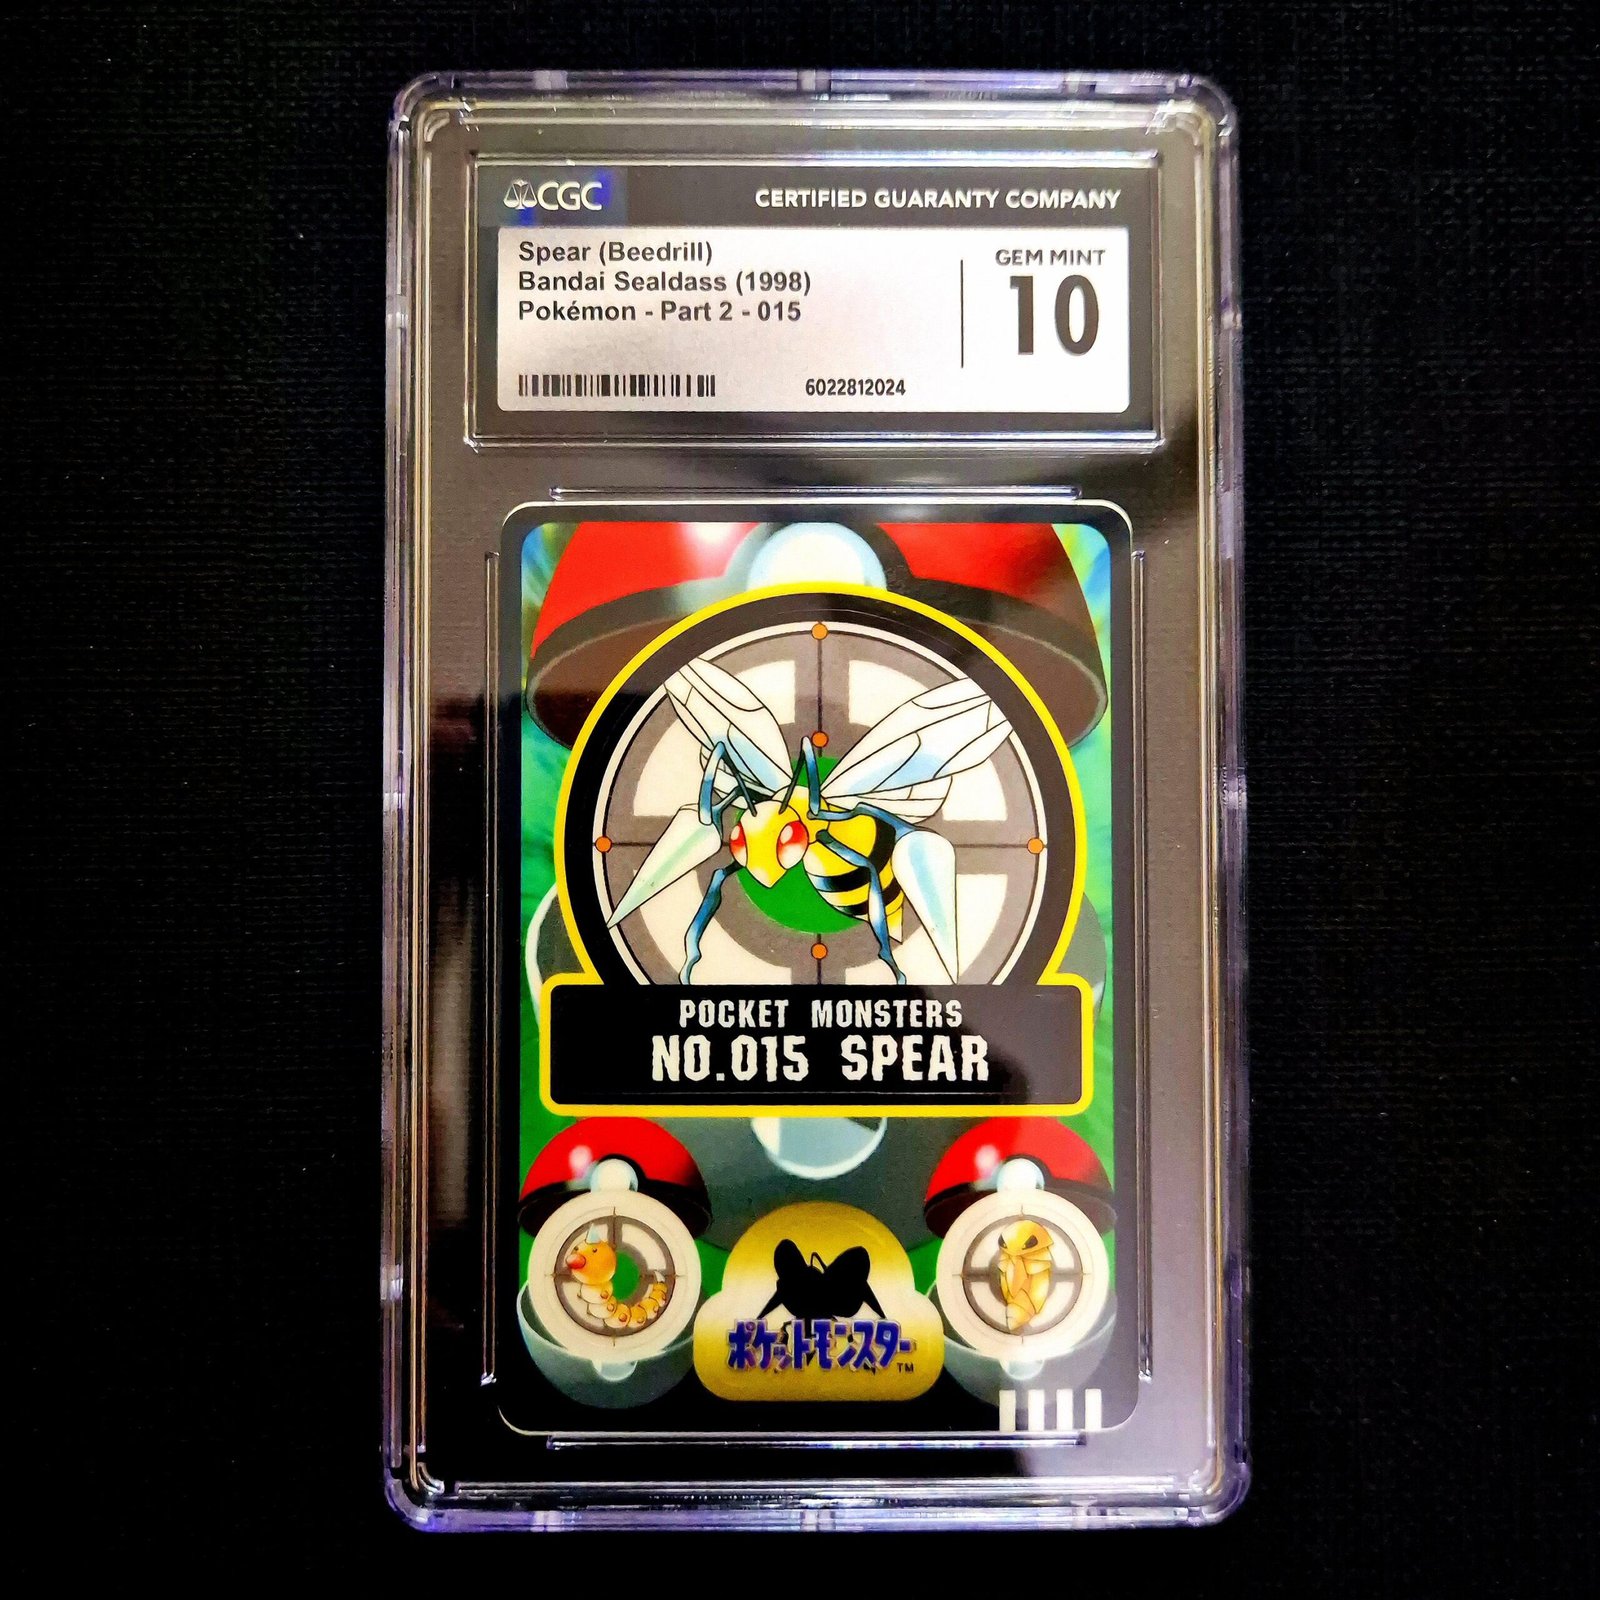 CGC
CERTIFIED GUARANTY COMPANY
Spear (Beedrill)
Bandai Sealdass (1998)
Pokémon - Part 2 - 015
GEM MINT
10
6022812024
POCKET MONSTERS
NO.015 SPEAR
ポケットモンスター
TM